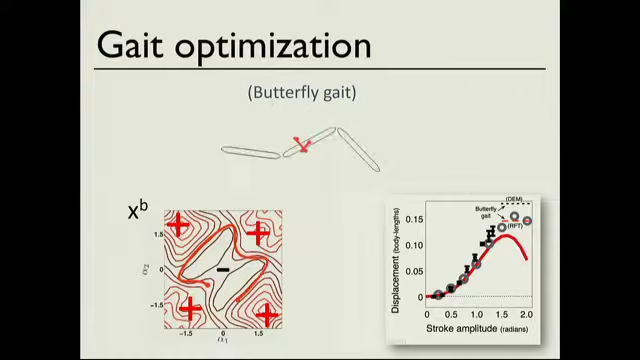 Gait optimization
(Butterfly gait)
xᵇ
1.5
0
−1.5
α₂
−1.5
0
1.5
α₁
Displacement (body-lengths)
0.15
0.10
0.05
0
(DEM)
Butterfly
gait
(RFT)
0
0.5
1.0
1.5
2.0
Stroke amplitude (radians)